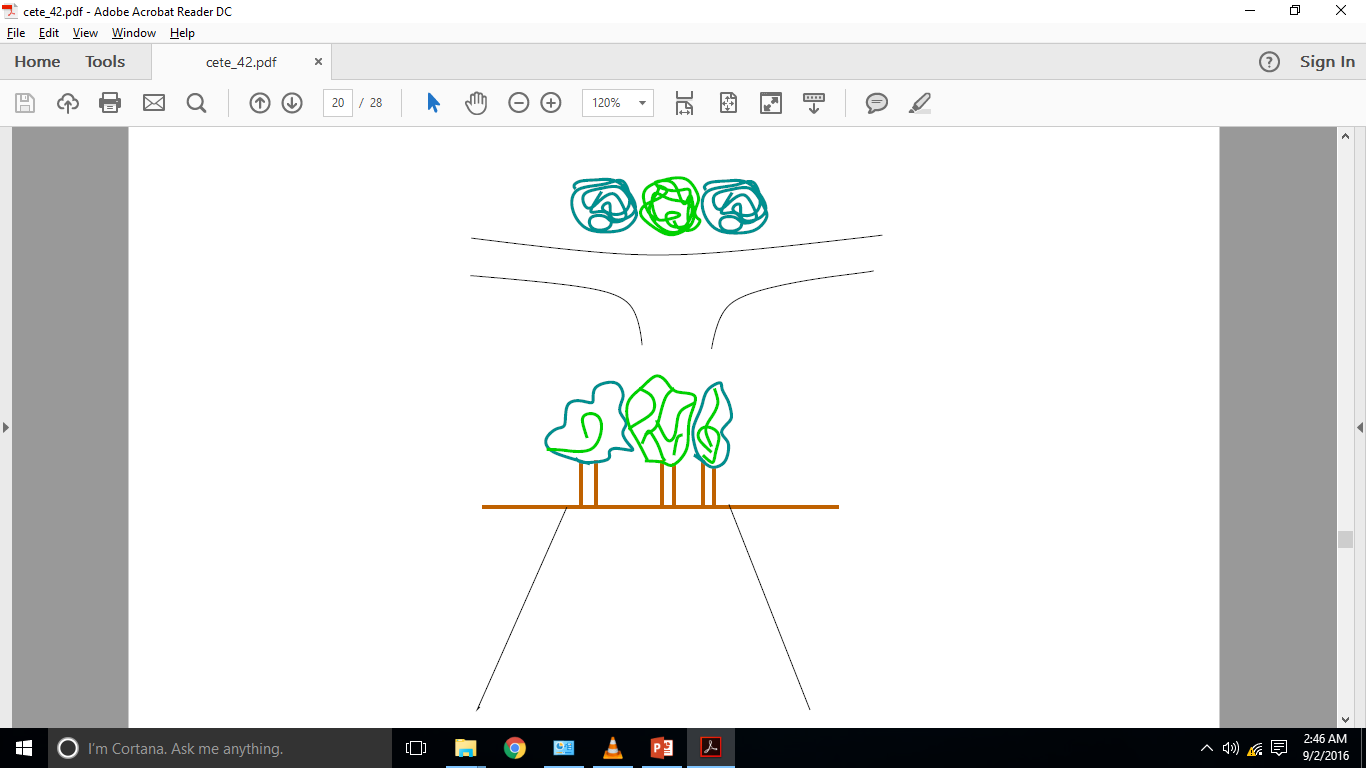 cete_42.pdf - Adobe Acrobat Reader DC
File Edit View Window Help
Home Tools cete_42.pdf × Sign In
20 / 28 120%
I'm Cortana. Ask me anything.
2:46 AM
9/2/2016